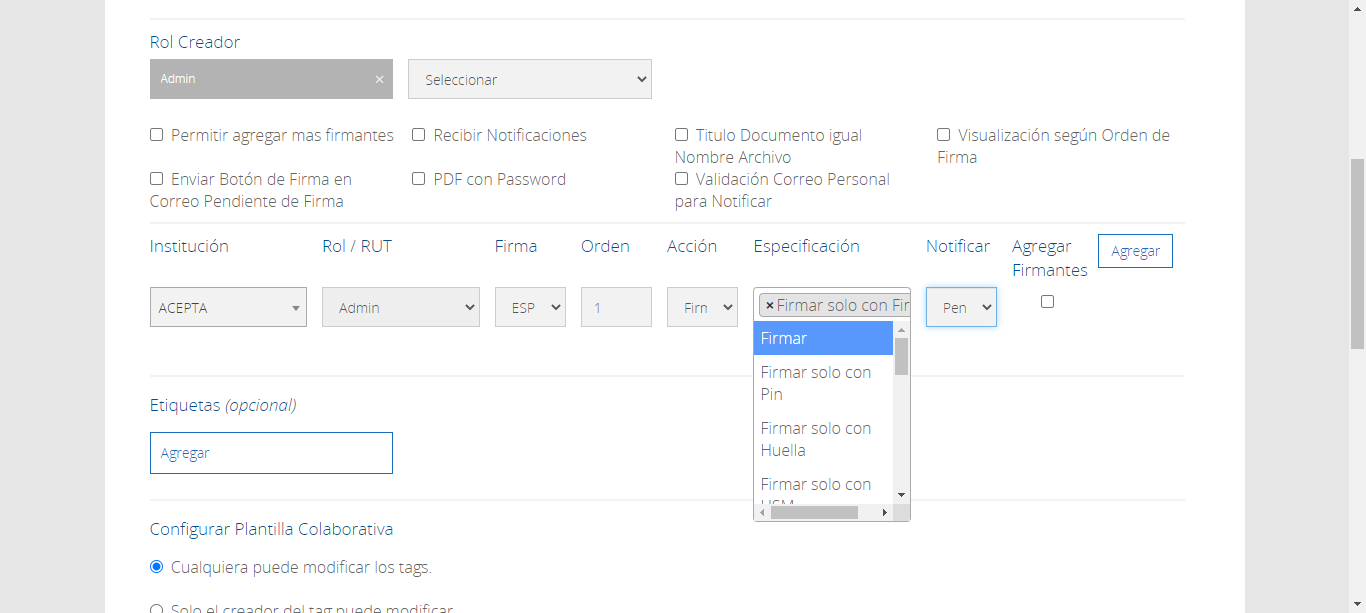 Rol Creador
Admin ×
Seleccionar
Permitir agregar mas firmantes
Recibir Notificaciones
Titulo Documento igual
Nombre Archivo
Visualización según Orden de
Firma
Enviar Botón de Firma en
Correo Pendiente de Firma
PDF con Password
Validación Correo Personal
para Notificar
Institución
Rol / RUT
Firma
Orden
Acción
Especificación
Notificar
Agregar
Firmantes
Agregar
ACEPTA
Admin
ESP
1
Firn
×Firmar solo con Fir
Pen
Firmar
Firmar solo con
Pin
Firmar solo con
Huella
Firmar solo con
HSM
Etiquetas (opcional)
Agregar
Configurar Plantilla Colaborativa
Cualquiera puede modificar los tags.
Solo el creador del tag puede modificar